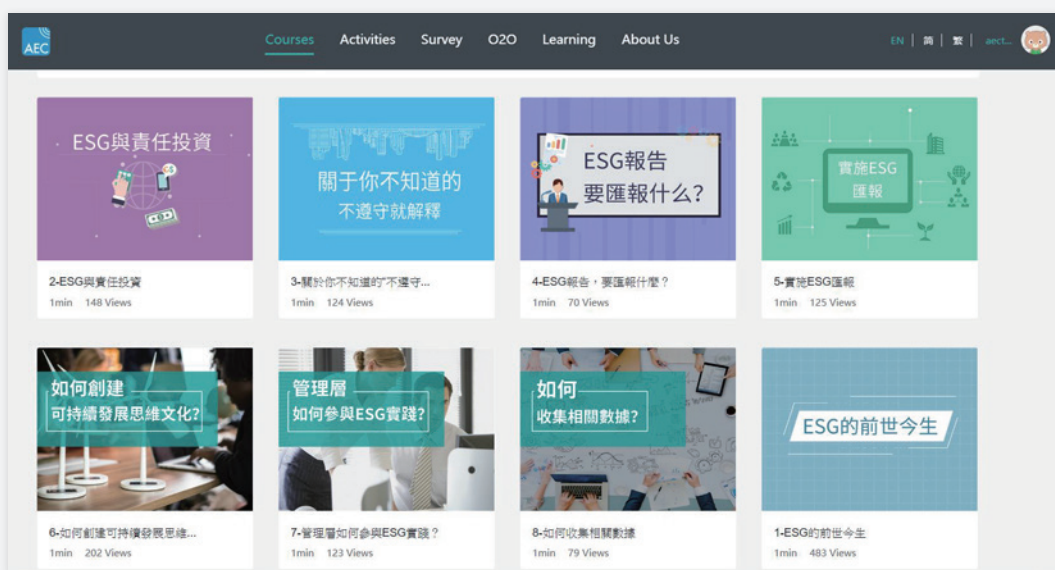 AEC
Courses Activities Survey O2O Learning About Us
EN | 简 | 繁 | aect...
ESG與責任投資
關于你不知道的
不遵守就解釋
ESG報告
要匯報什么？
實施ESG
匯報
2-ESG與責任投資
1min 148 Views
3-關於你不知道的“不遵守...
1min 124 Views
4-ESG報告，要匯報什麼？
1min 70 Views
5-實施ESG匯報
1min 125 Views
如何創建
可持續發展思維文化？
管理層
如何參與ESG實踐？
如何
收集相關數據？
ESG的前世今生
6-如何創建可持續發展思維...
1min 202 Views
7-管理層如何參與ESG實踐？
1min 123 Views
8-如何收集相關數據
1min 79 Views
1-ESG的前世今生
1min 483 Views